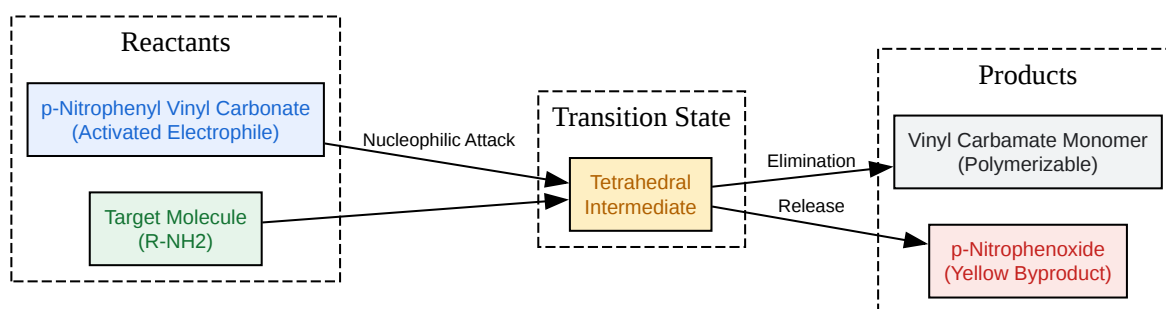 Reactants
p-Nitrophenyl Vinyl Carbonate
(Activated Electrophile)
Target Molecule
(R-NH2)
Nucleophilic Attack
Transition State
Tetrahedral
Intermediate
Elimination
Release
Products
Vinyl Carbamate Monomer
(Polymerizable)
p-Nitrophenoxide
(Yellow Byproduct)